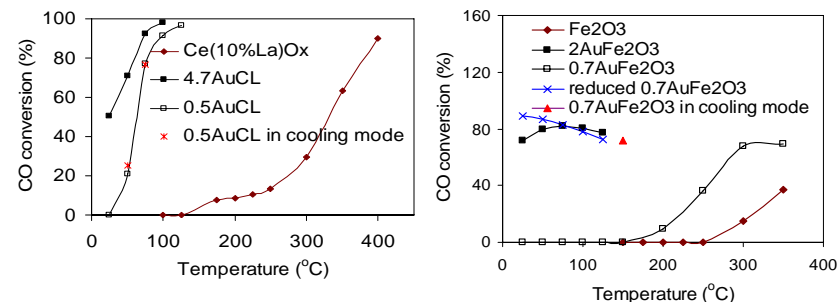 100
80
60
40
20
0
CO conversion (%)
Ce(10%La)Ox
4.7AuCL
0.5AuCL
0.5AuCL in cooling mode
0 100 200 300 400
Temperature (°C)
160
120
80
40
0
CO conversion (%)
Fe2O3
2AuFe2O3
0.7AuFe2O3
reduced 0.7AuFe2O3
0.7AuFe2O3 in cooling mode
0 100 200 300 400
Temperature (°C)